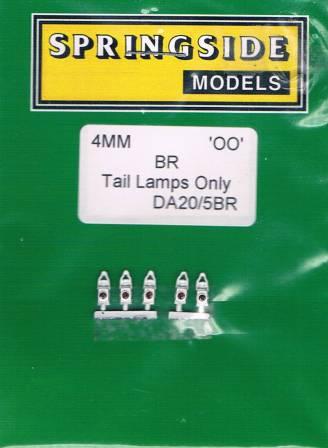 SPRINGSIDE
MODELS
4MM 'OO'
BR
Tail Lamps Only
DA20/5BR